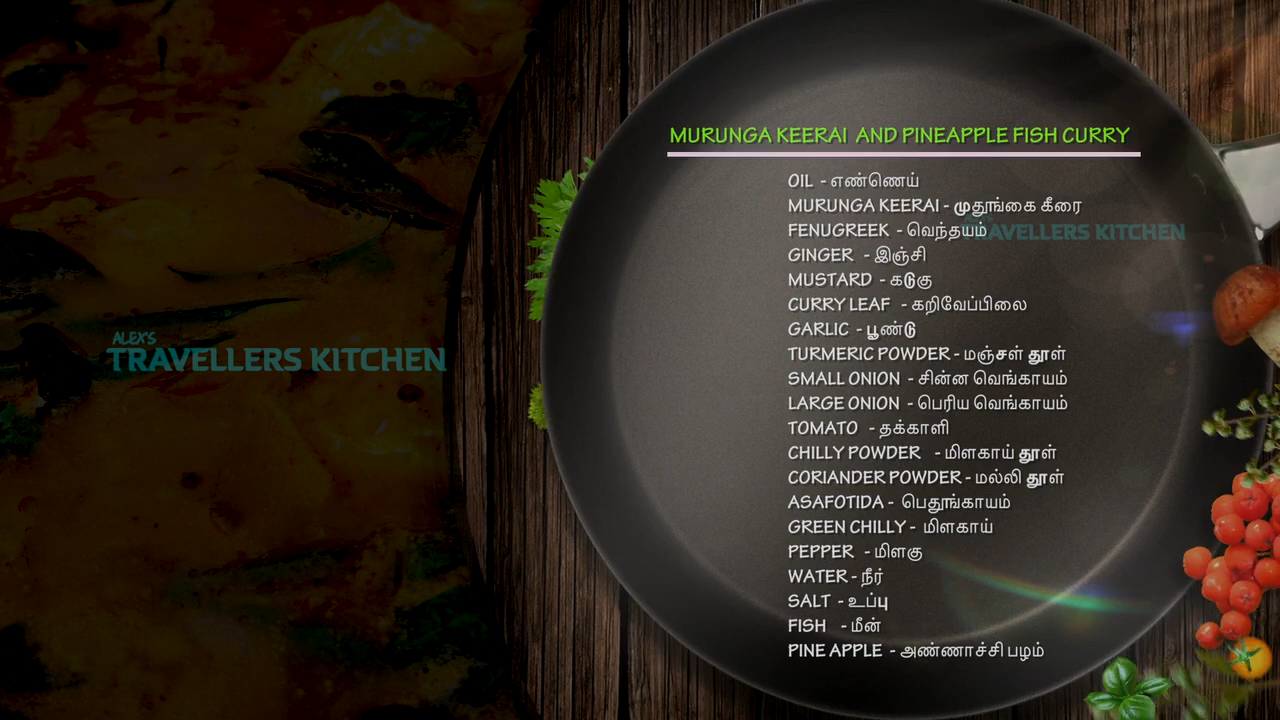 ALEX'S
TRAVELLERS KITCHEN
MURUNGA KEERAI AND PINEAPPLE FISH CURRY
OIL - எண்ணெய்
MURUNGA KEERAI - முதூங்கை கீரை
FENUGREEK - வெந்தயம்
TRAVELLERS KITCHEN
GINGER - இஞ்சி
MUSTARD - கடுகு
CURRY LEAF - கறிவேப்பிலை
GARLIC - பூண்டு
TURMERIC POWDER - மஞ்சள் தூள்
SMALL ONION - சின்ன வெங்காயம்
LARGE ONION - பெரிய வெங்காயம்
TOMATO - தக்காளி
CHILLY POWDER - மிளகாய் தூள்
CORIANDER POWDER - மல்லி தூள்
ASAFOTIDA - பெதூங்காயம்
GREEN CHILLY - மிளகாய்
PEPPER - மிளகு
WATER - நீர்
SALT - உப்பு
FISH - மீன்
PINE APPLE - அண்ணாச்சி பழம்